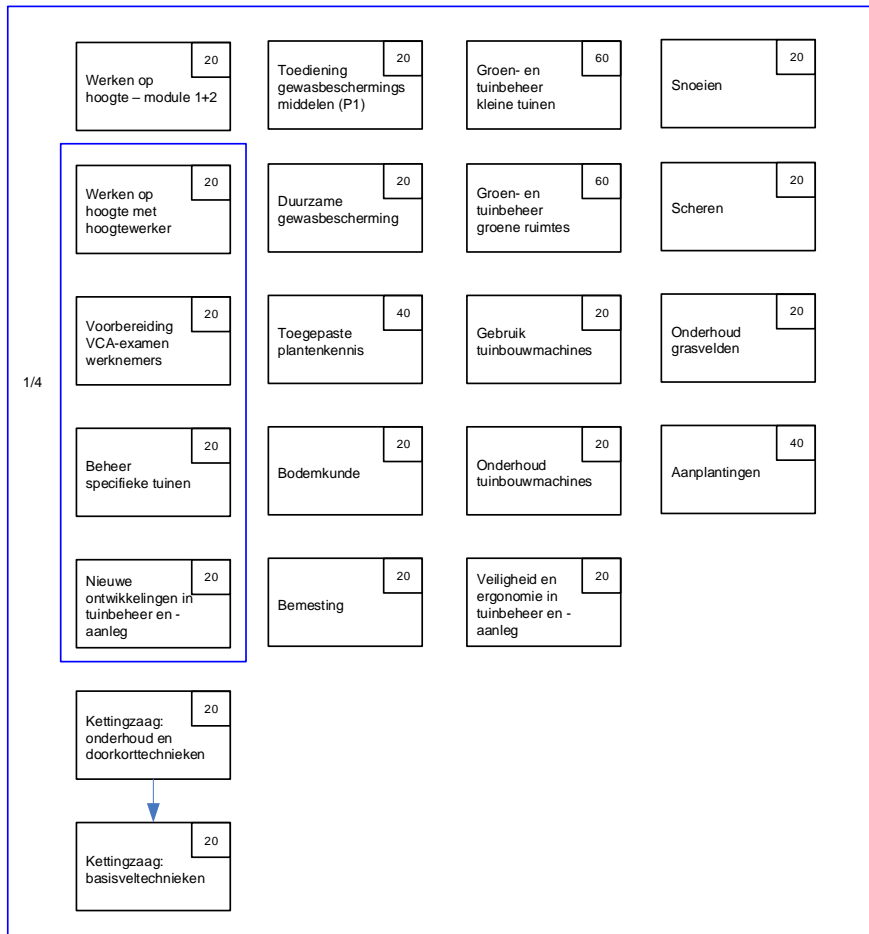 20
Werken op
hoogte – module 1+2
20
Toediening
gewasbeschermings
middelen (P1)
60
Groen- en
tuinbeheer
kleine tuinen
20
Snoeien
20
Werken op
hoogte met
hoogtewerker
20
Duurzame
gewasbescherming
60
Groen- en
tuinbeheer
groene ruimtes
20
Scheren
20
Voorbereiding
VCA-examen
werknemers
40
Toegepaste
plantenkennis
20
Gebruik
tuinbouwmachines
20
Onderhoud
grasvelden
1/4
20
Beheer
specifieke tuinen
20
Bodemkunde
20
Onderhoud
tuinbouwmachines
40
Aanplantingen
20
Nieuwe
ontwikkelingen in
tuinbeheer en -
aanleg
20
Bemesting
20
Veiligheid en
ergonomie in
tuinbeheer en -
aanleg
20
Kettingzaag:
onderhoud en
doorkorttechnieken
20
Kettingzaag:
basisveltechnieken